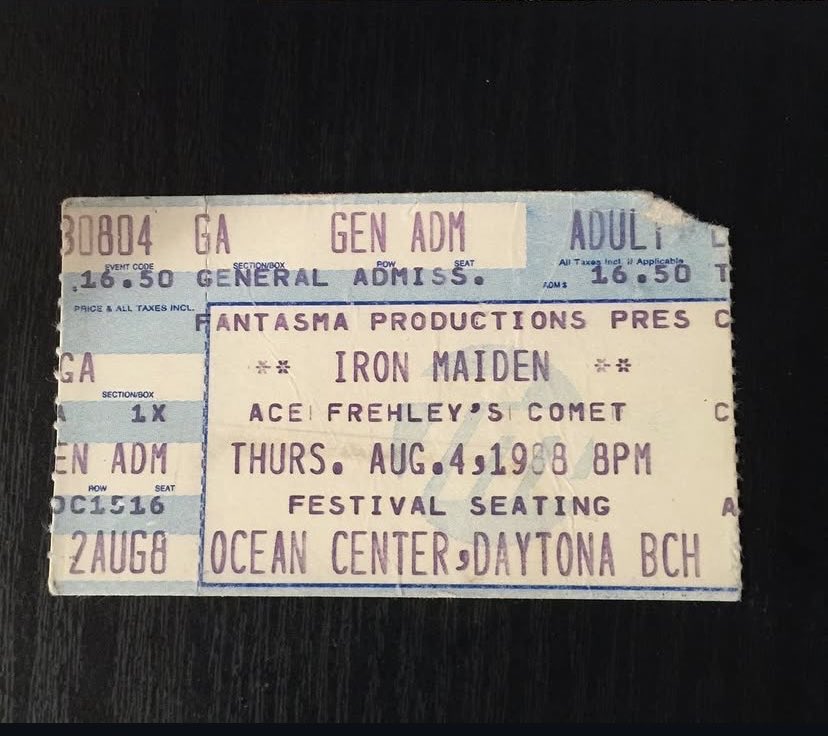 30804 GA GEN ADM ADULT
EVENT CODE SECTION/BOX ROW SEAT All Taxes Incl. if Applicable
16.50 GENERAL ADMISS. ADMS 16.50 T
PRICE & ALL TAXES INCL.
FANTASMA PRODUCTIONS PRES C
** IRON MAIDEN **
GA
SECTION/BOX
1X
ACE FREHLEY'S COMET C
EN ADM
THURS. AUG.4,1988 8PM
ROW SEAT
OC1516
FESTIVAL SEATING A
2AUG8
OCEAN CENTER,DAYTONA BCH